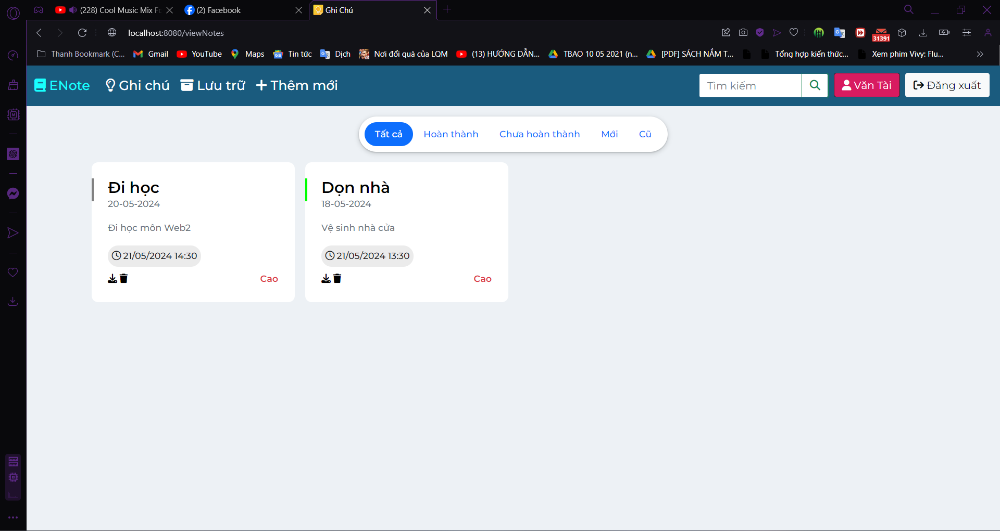 (228) Cool Music Mix Fo
(2) Facebook
Ghi Chú
localhost:8080/viewNotes
31391
Thanh Bookmark (C...
Gmail
YouTube
Maps
Tin tức
Dịch
Nơi đổi quà của LQM
(13) HƯỚNG DẪN...
TBAO 10 05 2021 (n...
[PDF] SÁCH NẮM T...
Tổng hợp kiến thức...
Xem phim Vivy: Flu...
ENote
Ghi chú
Lưu trữ
Thêm mới
Tìm kiếm
Văn Tài
Đăng xuất
Tất cả
Hoàn thành
Chưa hoàn thành
Mới
Cũ
Đi học
20-05-2024
Đi học môn Web2
21/05/2024 14:30
Cao
Dọn nhà
18-05-2024
Vệ sinh nhà cửa
21/05/2024 13:30
Cao